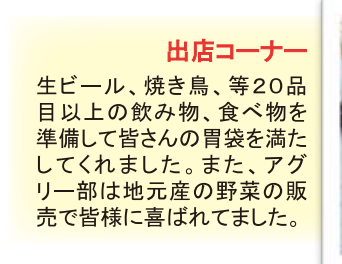 出店コーナー
生ビール、焼き鳥、等20品
目以上の飲み物、食べ物を
準備して皆さんの胃袋を満た
してくれました。また、アグ
リー部は地元産の野菜の販
売で皆様に喜ばれてました。